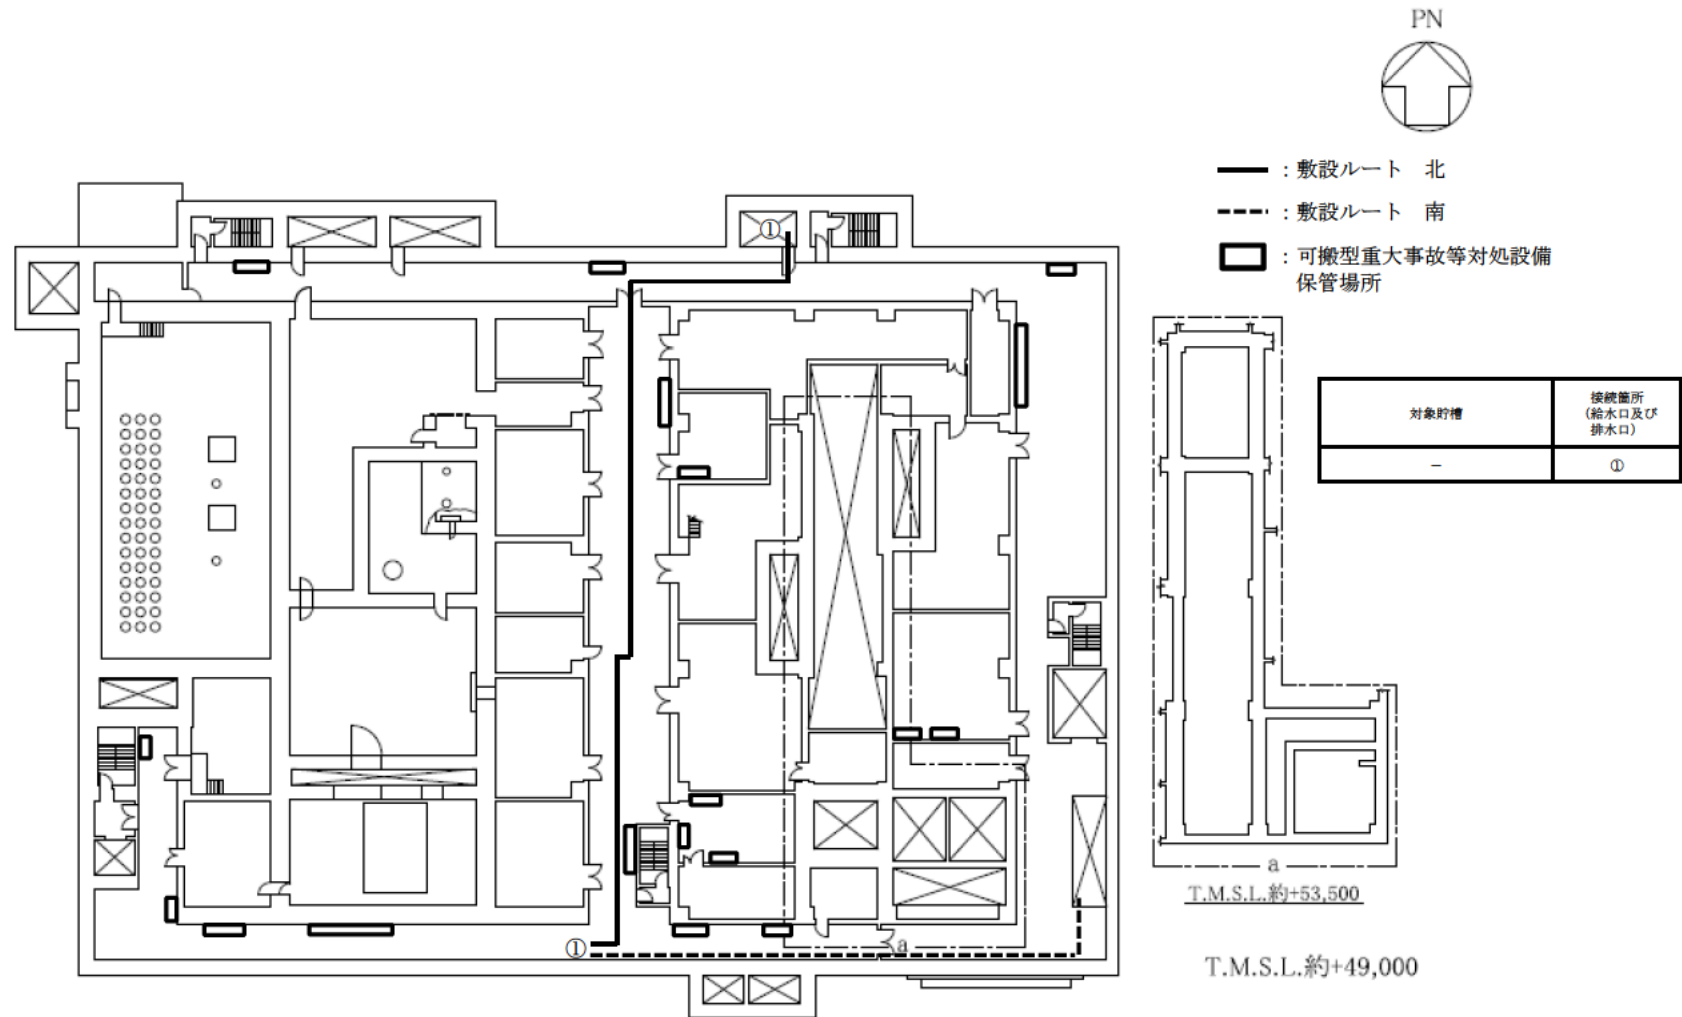 PN
：敷設ルート　北
：敷設ルート　南
：可搬型重大事故等対処設備
保管場所
①
対象貯槽
接続箇所
(給水口及び
排水口)
－
①
a
T.M.S.L.約+53,500
①
a
T.M.S.L.約+49,000